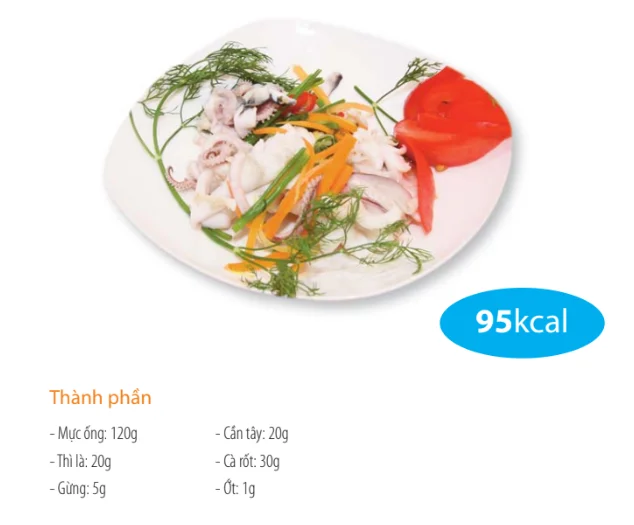 95kcal
Thành phần
- Mực ống: 120g
- Thì là: 20g
- Gừng: 5g
- Cần tây: 20g
- Cà rốt: 30g
- Ớt: 1g